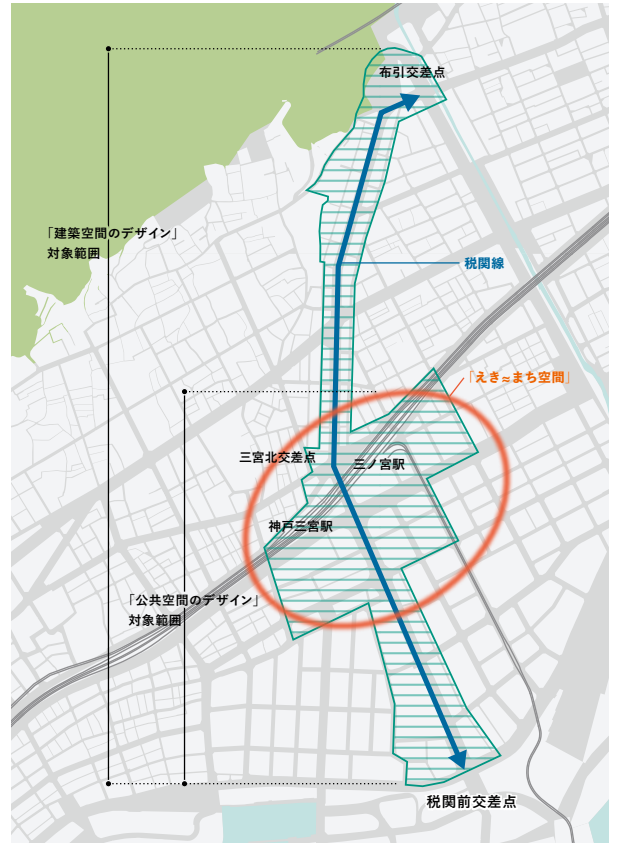 布引交差点
「建築空間のデザイン」
対象範囲
税関線
「えき≈まち空間」
三宮北交差点
三ノ宮駅
神戸三宮駅
「公共空間のデザイン」
対象範囲
税関前交差点